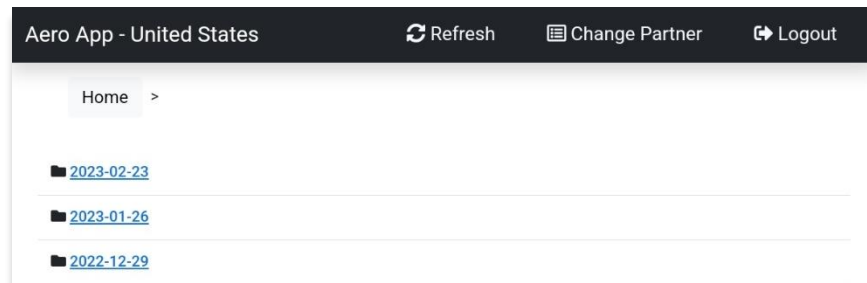 Aero App - United States Refresh Change Partner Logout
Home >
2023-02-23
2023-01-26
2022-12-29